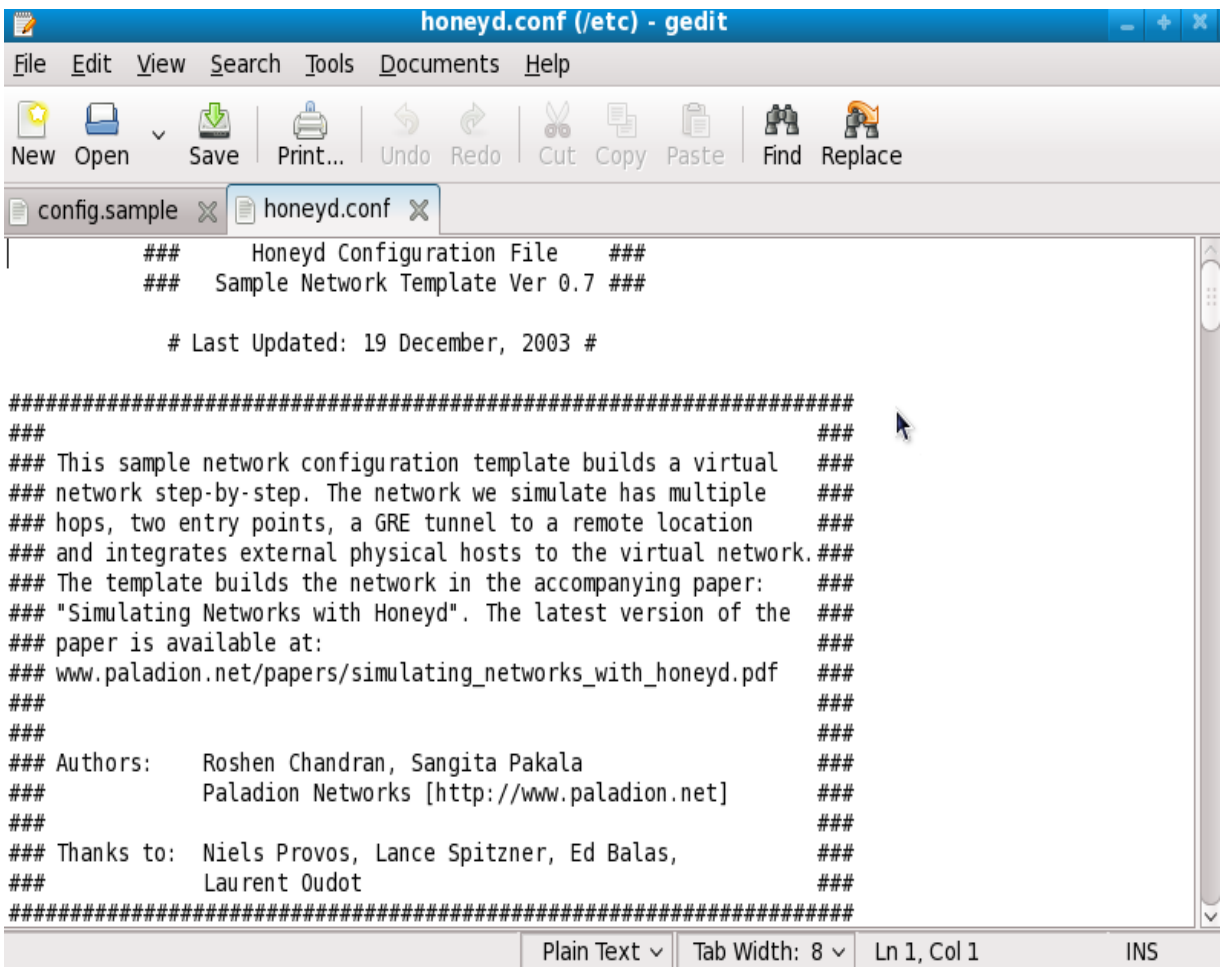 honeyd.conf (/etc) - gedit
File Edit View Search Tools Documents Help
New Open Save Print... Undo Redo Cut Copy Paste Find Replace
config.sample honeyd.conf
### Honeyd Configuration File ###
### Sample Network Template Ver 0.7 ###
# Last Updated: 19 December, 2003 #
#####################################################################
### ###
### This sample network configuration template builds a virtual ###
### network step-by-step. The network we simulate has multiple ###
### hops, two entry points, a GRE tunnel to a remote location ###
### and integrates external physical hosts to the virtual network.###
### The template builds the network in the accompanying paper: ###
### "Simulating Networks with Honeyd". The latest version of the ###
### paper is available at: ###
### www.paladion.net/papers/simulating_networks_with_honeyd.pdf ###
### ###
### ###
### Authors: Roshen Chandran, Sangita Pakala ###
### Paladion Networks [http://www.paladion.net] ###
### ###
### Thanks to: Niels Provos, Lance Spitzner, Ed Balas, ###
### Laurent Oudot ###
#####################################################################
Plain Text Tab Width: 8 Ln 1, Col 1 INS